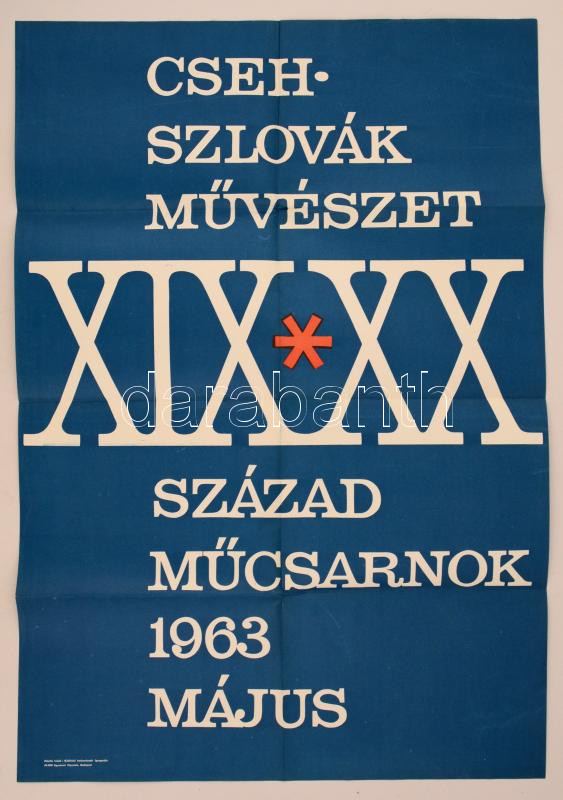 CSEH-
SZLOVÁK
MŰVÉSZET
XIX*XX
darabanth
SZÁZAD
MŰCSARNOK
1963
MÁJUS